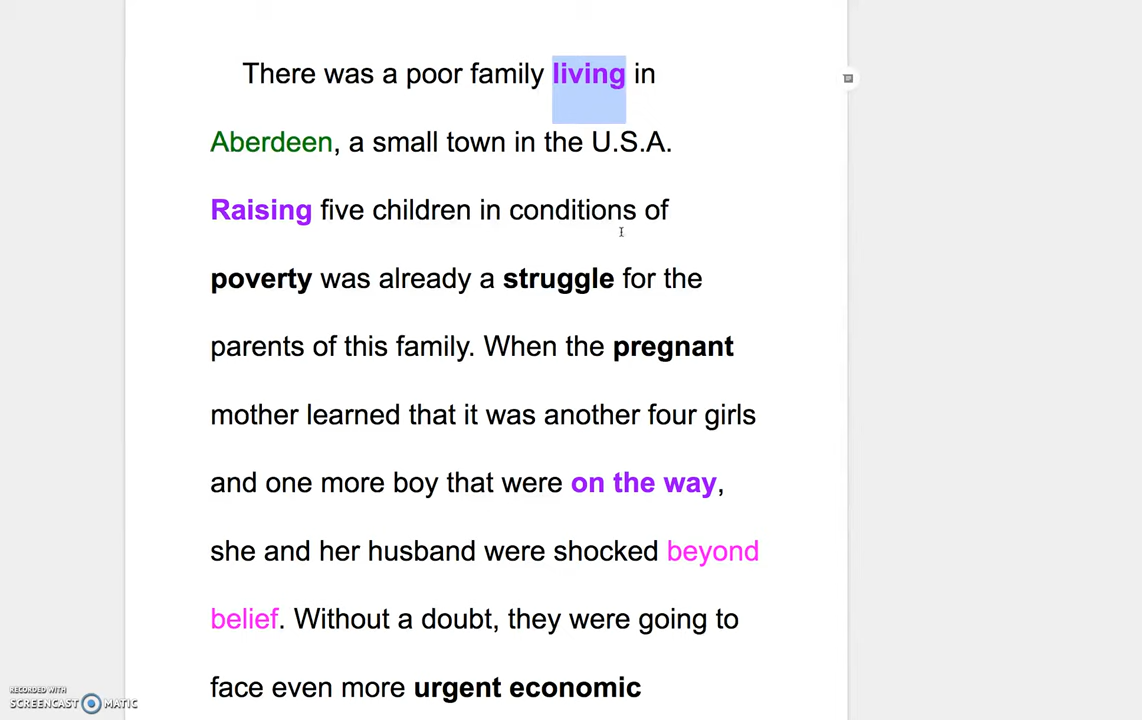 There was a poor family living in
Aberdeen, a small town in the U.S.A.
Raising five children in conditions of
poverty was already a struggle for the
parents of this family. When the pregnant
mother learned that it was another four girls
and one more boy that were on the way,
she and her husband were shocked beyond
belief. Without a doubt, they were going to
face even more urgent economic
RECORDED WITH
SCREENCAST MATIC